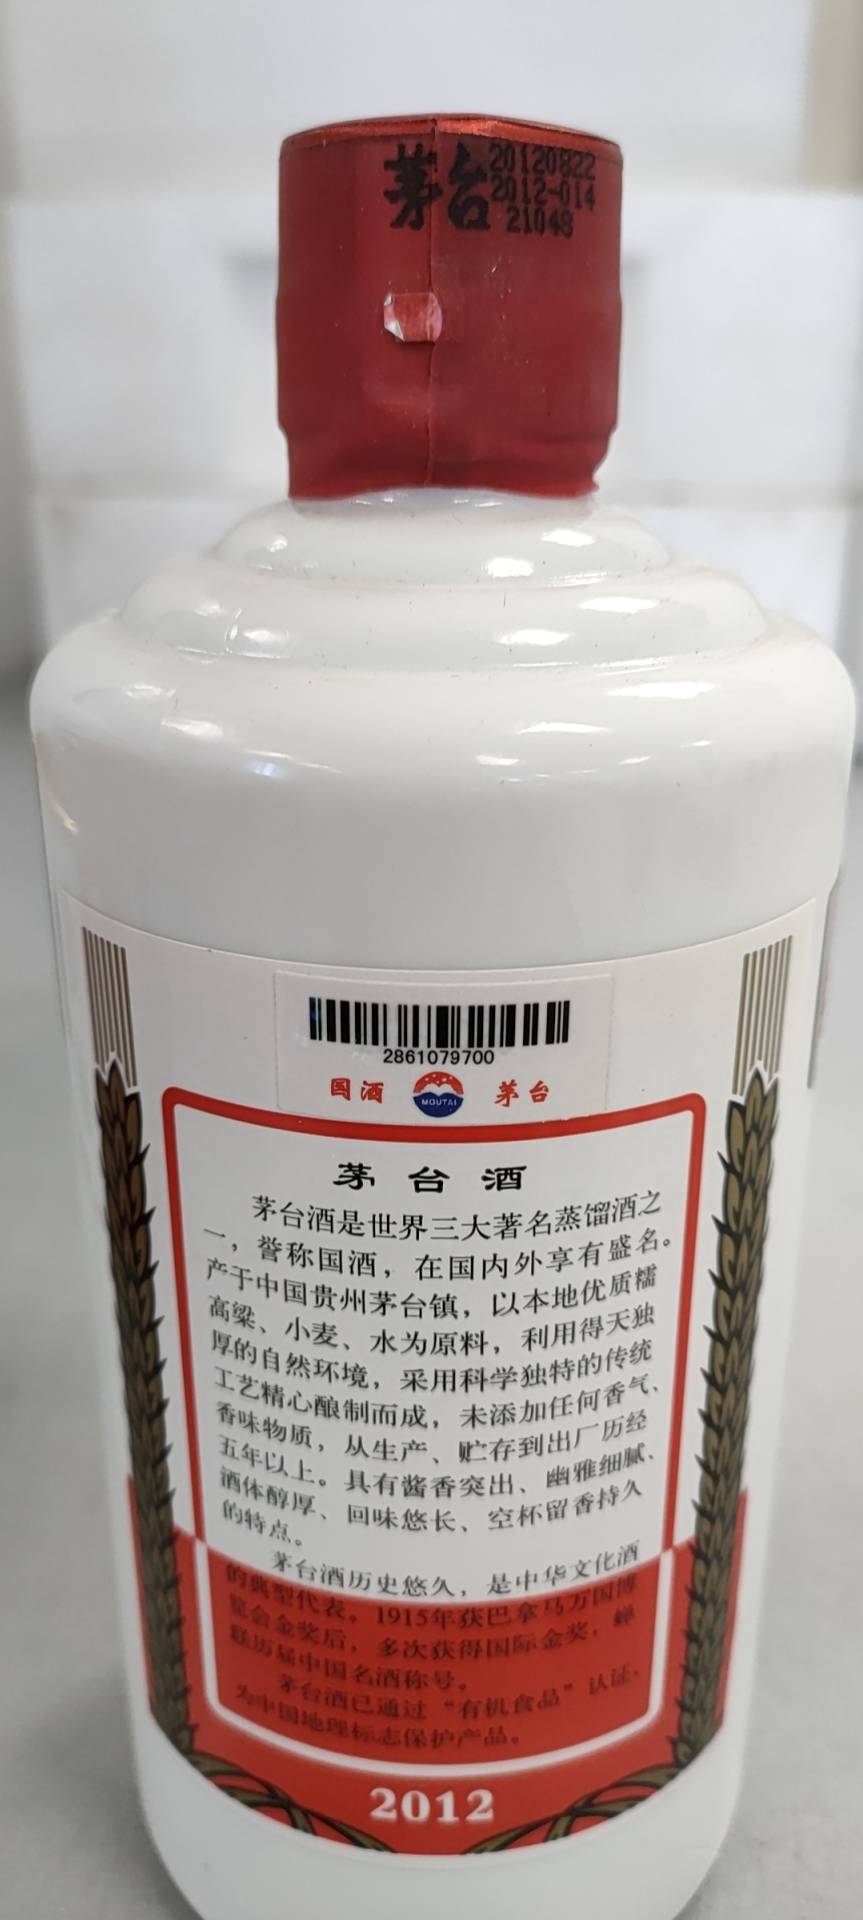 茅台
20120822
2012-014
21048
2861079700
国酒 MOUTAI 茅台
茅台酒
茅台酒是世界三大著名蒸馏酒之
一，誉称国酒，在国内外享有盛名。
产于中国贵州茅台镇，以本地优质糯
高粱、小麦、水为原料，利用得天独
厚的自然环境，采用科学独特的传统
工艺精心酿制而成，未添加任何香气、
香味物质，从生产、贮存到出厂历经
五年以上。具有酱香突出、幽雅细腻、
酒体醇厚、回味悠长、空杯留香持久
的特点。
茅台酒历史悠久，是中华文化酒
的典型代表。1915年获巴拿马万国博
览会金奖后，多次获得国际金奖，蝉
联历届中国名酒称号。
茅台酒已通过“有机食品”认证，
为中国地理标志保护产品。
2012